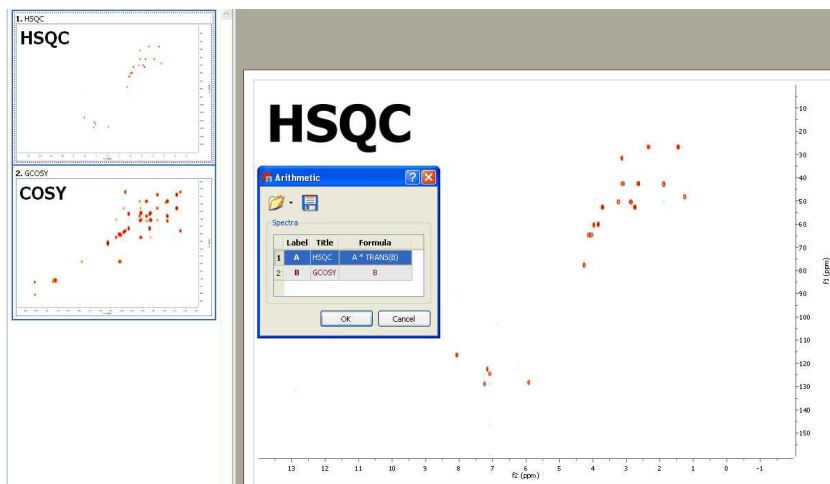 1. HSQC
HSQC
2. GCOSY
COSY
HSQC
Arithmetic
Spectra
Label Title Formula
1 A HSQC A * TRANS(B)
2 B GCOSY B
OK Cancel
10
20
30
40
50
60
70
80
90
100
110
120
130
140
150
f1 (ppm)
13 12 11 10 9 8 7 6 5 4 3 2 1 0 -1
f2 (ppm)